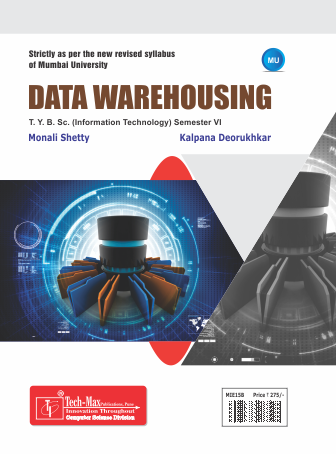 Strictly as per the new revised syllabus
of Mumbai University
MU
DATA WAREHOUSING
T. Y. B. Sc. (Information Technology) Semester VI
Monali Shetty Kalpana Deorukhkar
Tech-Max Publications, Pune
Innovation Throughout
Computer Science Division
MIE15B Price ₹ 275/-